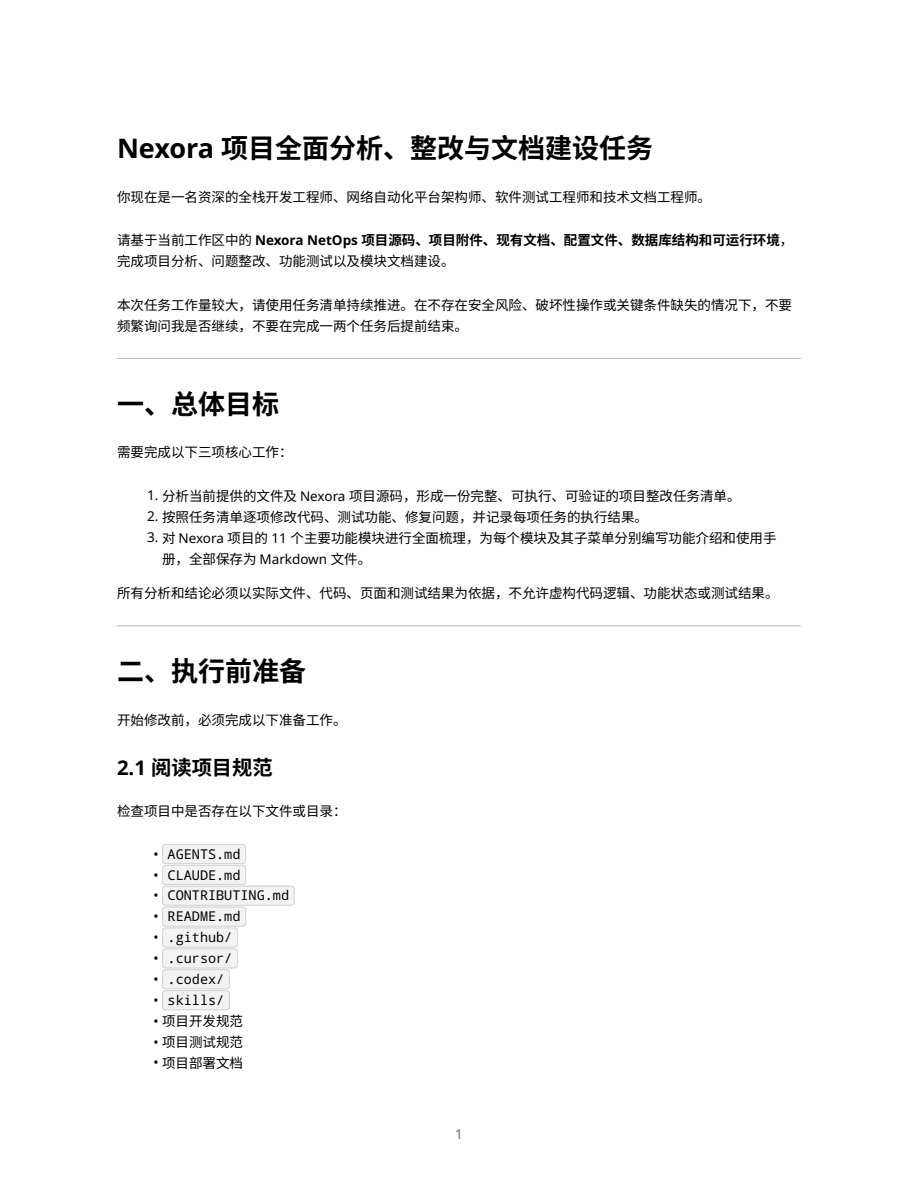 Nexora 项目全面分析、整改与文档建设任务
你现在是一名资深的全栈开发工程师、网络自动化平台架构师、软件测试工程师和技术文档工程师。
请基于当前工作区中的 Nexora NetOps 项目源码、项目附件、现有文档、配置文件、数据库结构和可运行环境，
完成项目分析、问题整改、功能测试以及模块文档建设。
本次任务工作量较大，请使用任务清单持续推进。在不存在安全风险、破坏性操作或关键条件缺失的情况下，不要
频繁询问我是否继续，不要在完成一两个任务后提前结束。
一、总体目标
需要完成以下三项核心工作：
1. 分析当前提供的文件及 Nexora 项目源码，形成一份完整、可执行、可验证的项目整改任务清单。
2. 按照任务清单逐项修改代码、测试功能、修复问题，并记录每项任务的执行结果。
3. 对 Nexora 项目的 11 个主要功能模块进行全面梳理，为每个模块及其子菜单分别编写功能介绍和使用手
册，全部保存为 Markdown 文件。
所有分析和结论必须以实际文件、代码、页面和测试结果为依据，不允许虚构代码逻辑、功能状态或测试结果。
二、执行前准备
开始修改前，必须完成以下准备工作。
2.1 阅读项目规范
检查项目中是否存在以下文件或目录：
• AGENTS.md
• CLAUDE.md
• CONTRIBUTING.md
• README.md
• .github/
• .cursor/
• .codex/
• skills/
• 项目开发规范
• 项目测试规范
• 项目部署文档
1